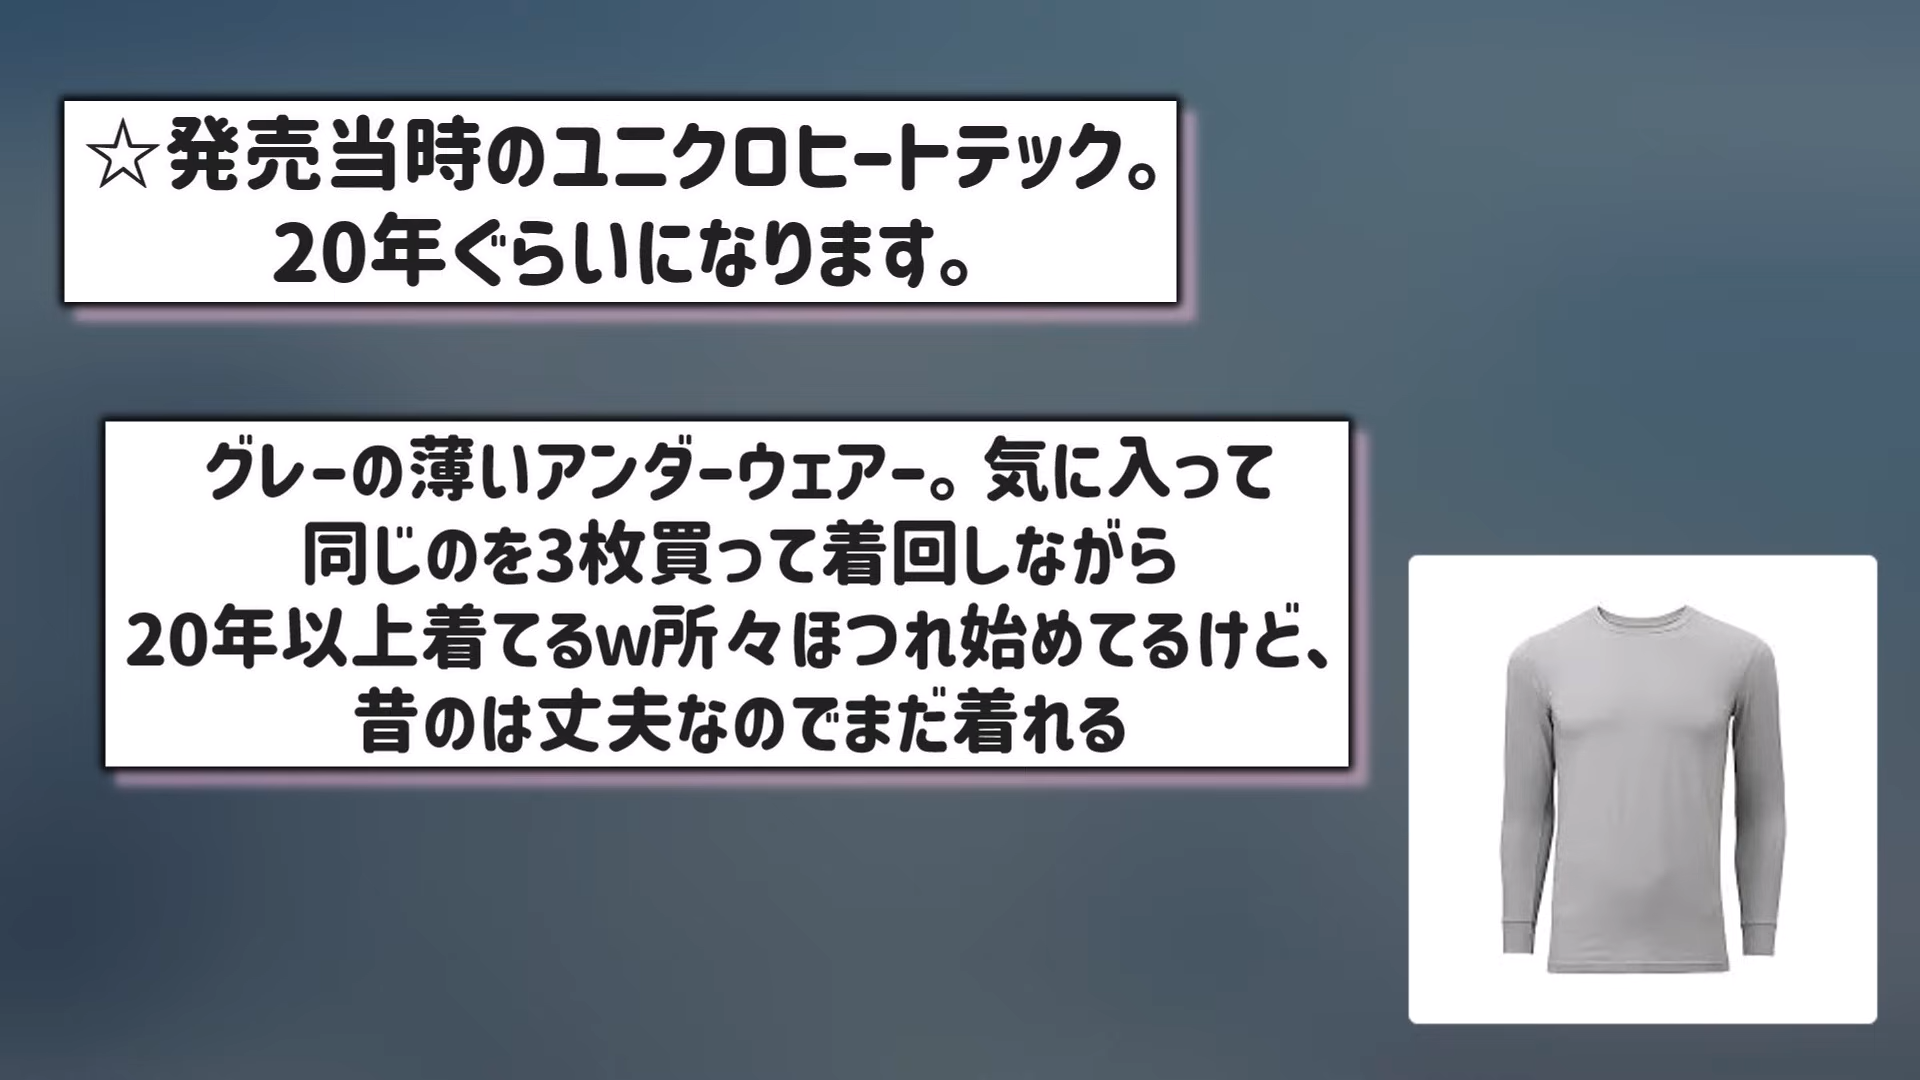 ☆発売当時のユニクロヒートテック。
20年ぐらいになります。
グレーの薄いアンダーウェアー。気に入って
同じのを3枚買って着回しながら
20年以上着てるw所々ほつれ始めてるけど、
昔のは丈夫なのでまだ着れる